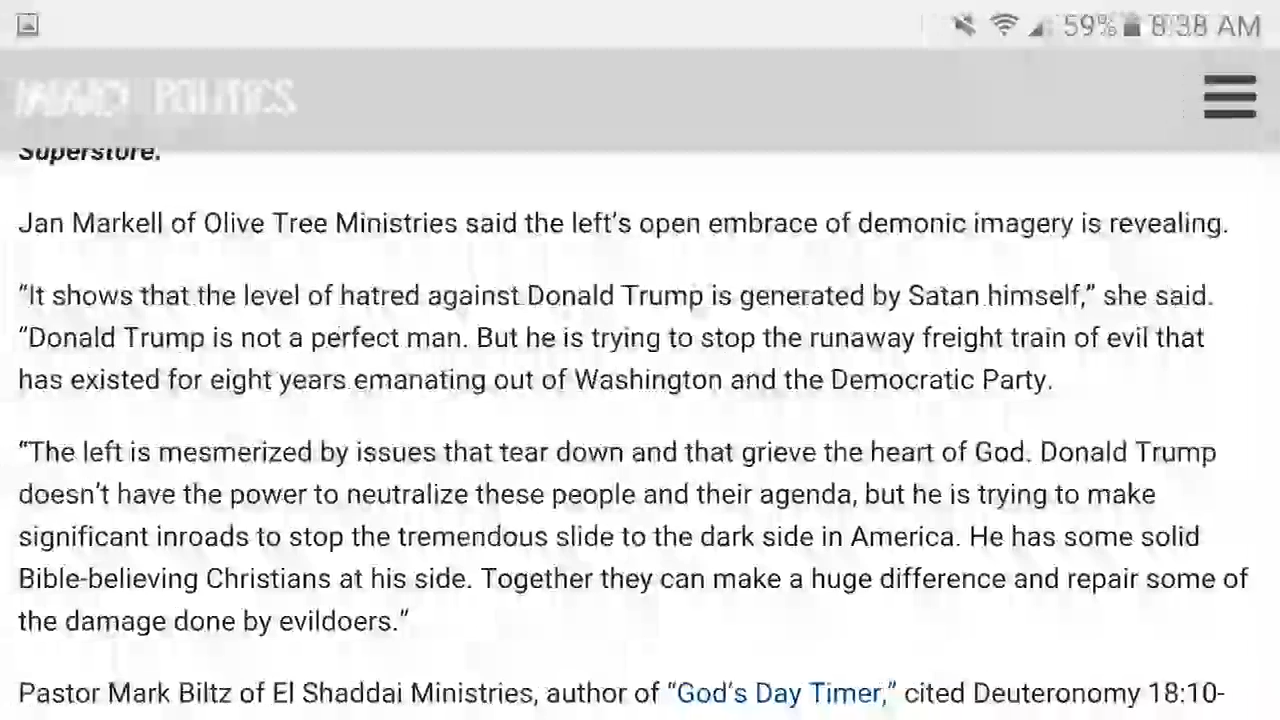 59% 8:38 AM
POLITICS
Superstore.
Jan Markell of Olive Tree Ministries said the left's open embrace of demonic imagery is revealing.
“It shows that the level of hatred against Donald Trump is generated by Satan himself,” she said.
“Donald Trump is not a perfect man. But he is trying to stop the runaway freight train of evil that
has existed for eight years emanating out of Washington and the Democratic Party.
“The left is mesmerized by issues that tear down and that grieve the heart of God. Donald Trump
doesn't have the power to neutralize these people and their agenda, but he is trying to make
significant inroads to stop the tremendous slide to the dark side in America. He has some solid
Bible-believing Christians at his side. Together they can make a huge difference and repair some of
the damage done by evildoers.”
Pastor Mark Biltz of El Shaddai Ministries, author of “God's Day Timer,” cited Deuteronomy 18:10-